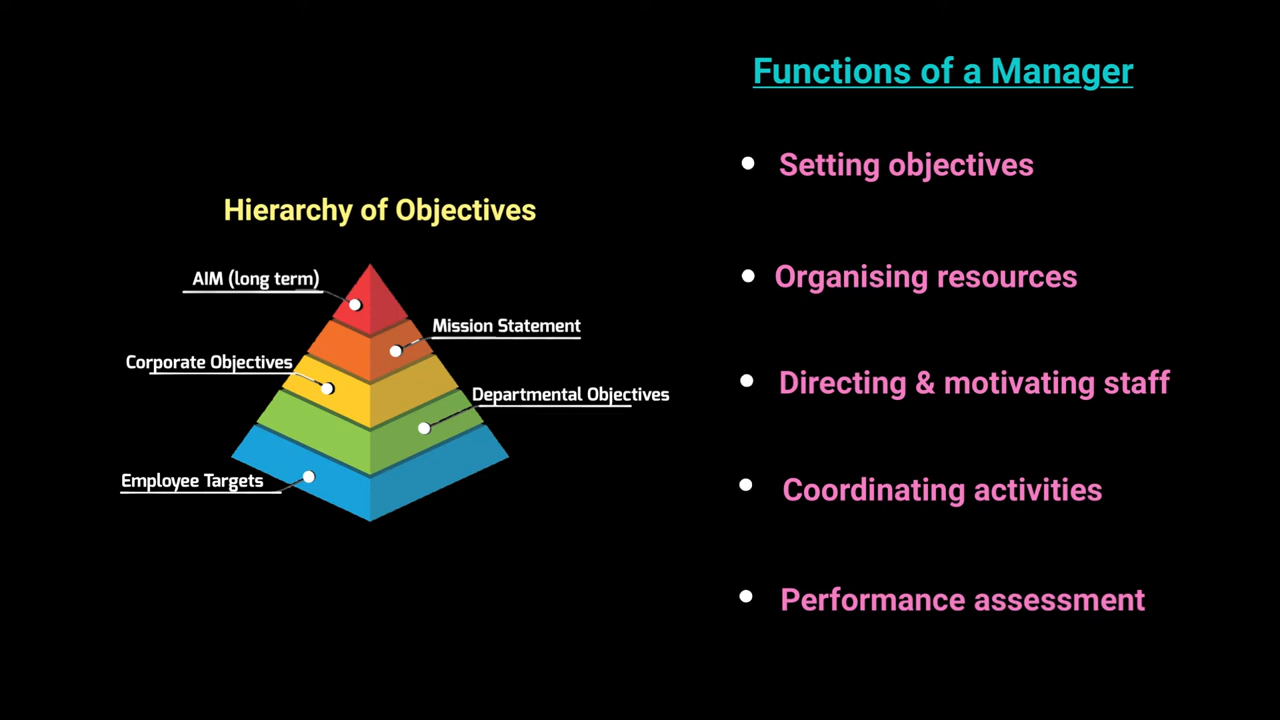 Functions of a Manager
Setting objectives
Organising resources
Directing & motivating staff
Coordinating activities
Performance assessment
Hierarchy of Objectives
AIM (long term)
Mission Statement
Corporate Objectives
Departmental Objectives
Employee Targets